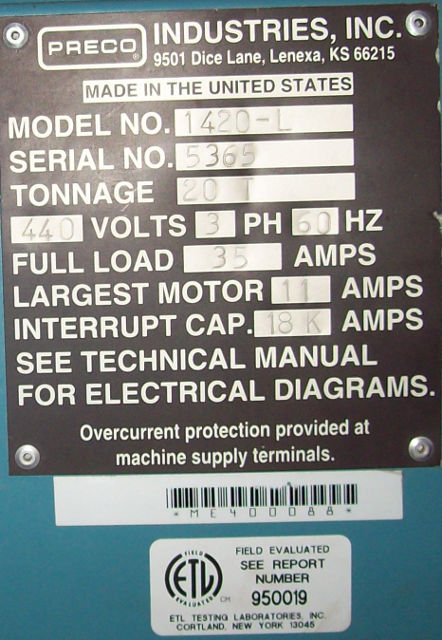 PRECO® INDUSTRIES, INC.
9501 Dice Lane, Lenexa, KS 66215
MADE IN THE UNITED STATES
MODEL NO. 1420-L
SERIAL NO. 5365
TONNAGE 20 T
440 VOLTS 3 PH 60 HZ
FULL LOAD 35 AMPS
LARGEST MOTOR 11 AMPS
INTERRUPT CAP. 18 K AMPS
SEE TECHNICAL MANUAL
FOR ELECTRICAL DIAGRAMS.
Overcurrent protection provided at
machine supply terminals.
*ME400088*
FIELD
ETL
EVALUATED
CM
FIELD EVALUATED
SEE REPORT
NUMBER
950019
ETL TESTING LABORATORIES, INC.
CORTLAND, NEW YORK 13045